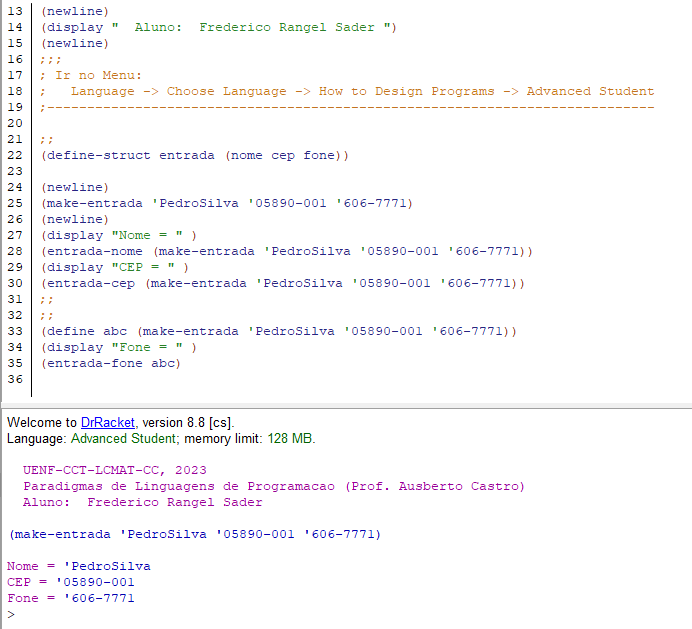 13 (newline)
14 (display "  Aluno:  Frederico Rangel Sader ")
15 (newline)
16 ;;;
17 ; Ir no Menu:
18 ;   Language -> Choose Language -> How to Design Programs -> Advanced Student
19 ;----------------------------------------------------------------------------
20
21 ;;
22 (define-struct entrada (nome cep fone))
23
24 (newline)
25 (make-entrada 'PedroSilva '05890-001 '606-7771)
26 (newline)
27 (display "Nome = " )
28 (entrada-nome (make-entrada 'PedroSilva '05890-001 '606-7771))
29 (display "CEP = " )
30 (entrada-cep (make-entrada 'PedroSilva '05890-001 '606-7771))
31 ;;
32 ;;
33 (define abc (make-entrada 'PedroSilva '05890-001 '606-7771))
34 (display "Fone = " )
35 (entrada-fone abc)
36
Welcome to DrRacket, version 8.8 [cs].
Language: Advanced Student; memory limit: 128 MB.
  UENF-CCT-LCMAT-CC, 2023
  Paradigmas de Linguagens de Programacao (Prof. Ausberto Castro)
  Aluno:  Frederico Rangel Sader
(make-entrada 'PedroSilva '05890-001 '606-7771)
Nome = 'PedroSilva
CEP = '05890-001
Fone = '606-7771
>